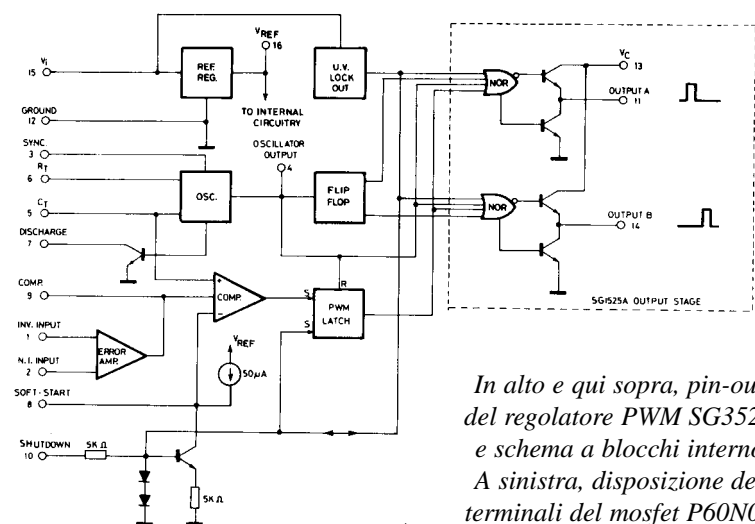 VREF
16
Vi
15
REF.
REG.
U.V.
LOCK
OUT
VC
13
NOR
OUTPUT A
11
TO INTERNAL
CIRCUITRY
GROUND
12
OSCILLATOR
OUTPUT
4
SYNC.
3
RT
6
OSC.
FLIP
FLOP
CT
5
NOR
OUTPUT B
14
DISCHARGE
7
R
COMP.
9
+
COMP.
-
S
S
PWM
LATCH
SG1525A OUTPUT STAGE
INV. INPUT
1
ERROR
AMP.
N.I. INPUT
2
VREF
50µA
SOFT-START
8
SHUTDOWN
10
5KΩ
5KΩ
In alto e qui sopra, pin-ou
del regolatore PWM SG352
e schema a blocchi interno
A sinistra, disposizione de
terminali del mosfet P60N0